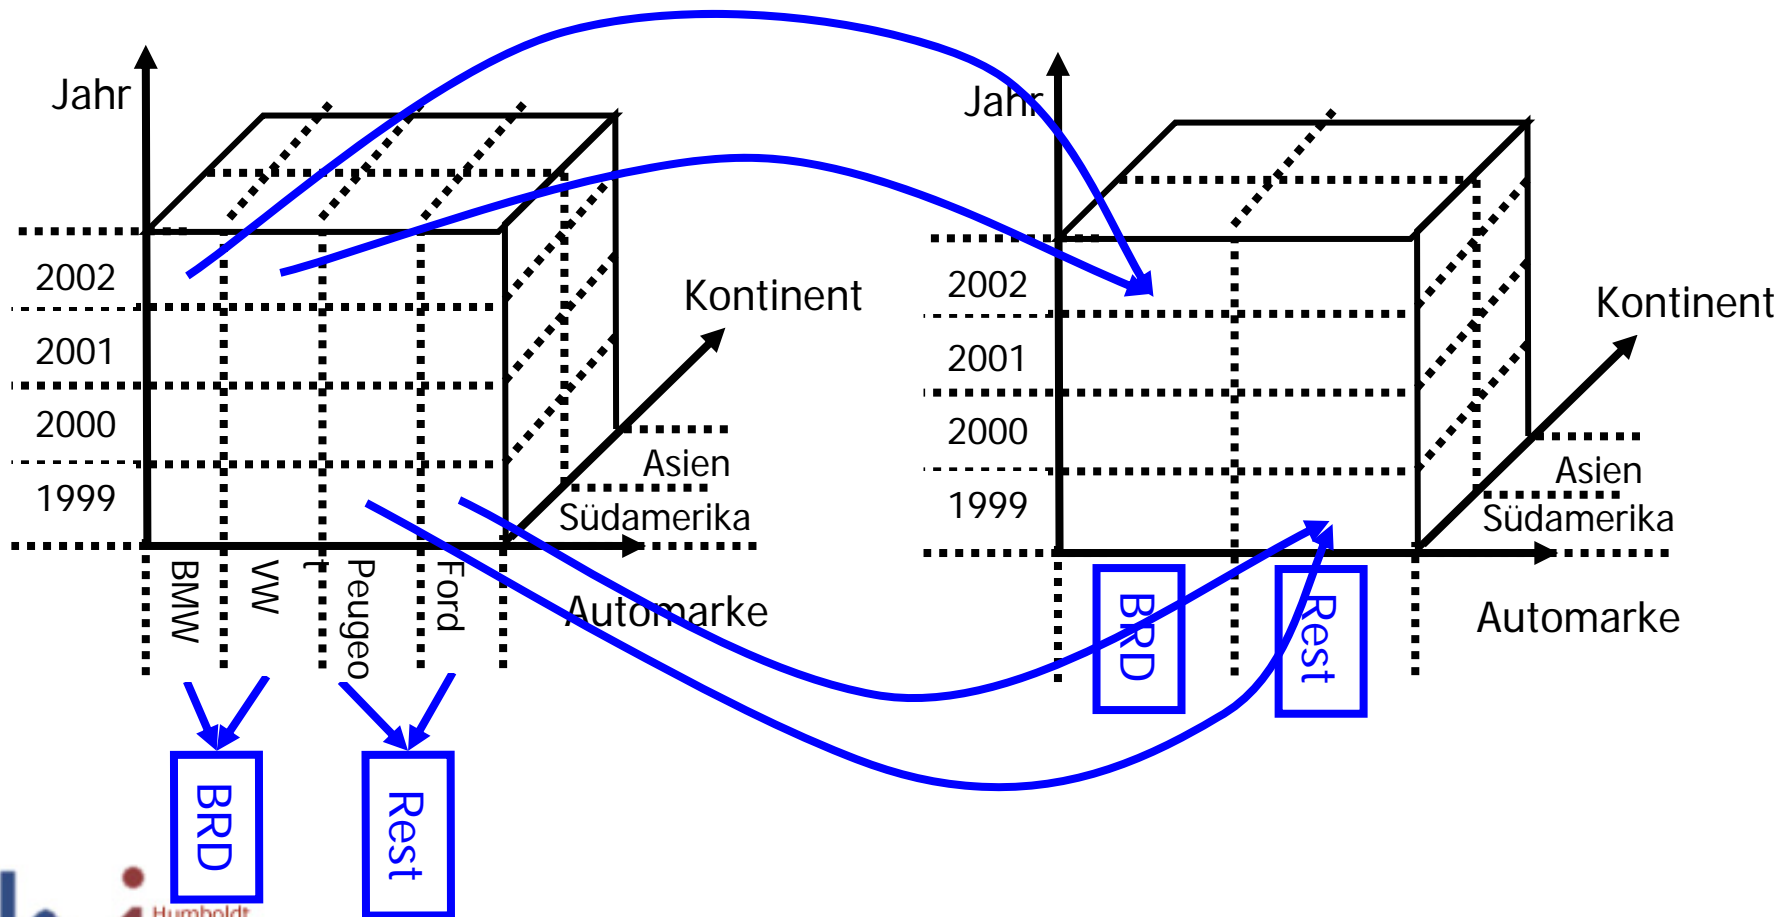 Jahr
2002
2001
2000
1999
Kontinent
Asien
Südamerika
Automarke
BMW
VW
Peugeo
t
Ford
BRD
Rest
Jahr
2002
2001
2000
1999
Kontinent
Asien
Südamerika
Automarke
BRD
Rest
Humboldt